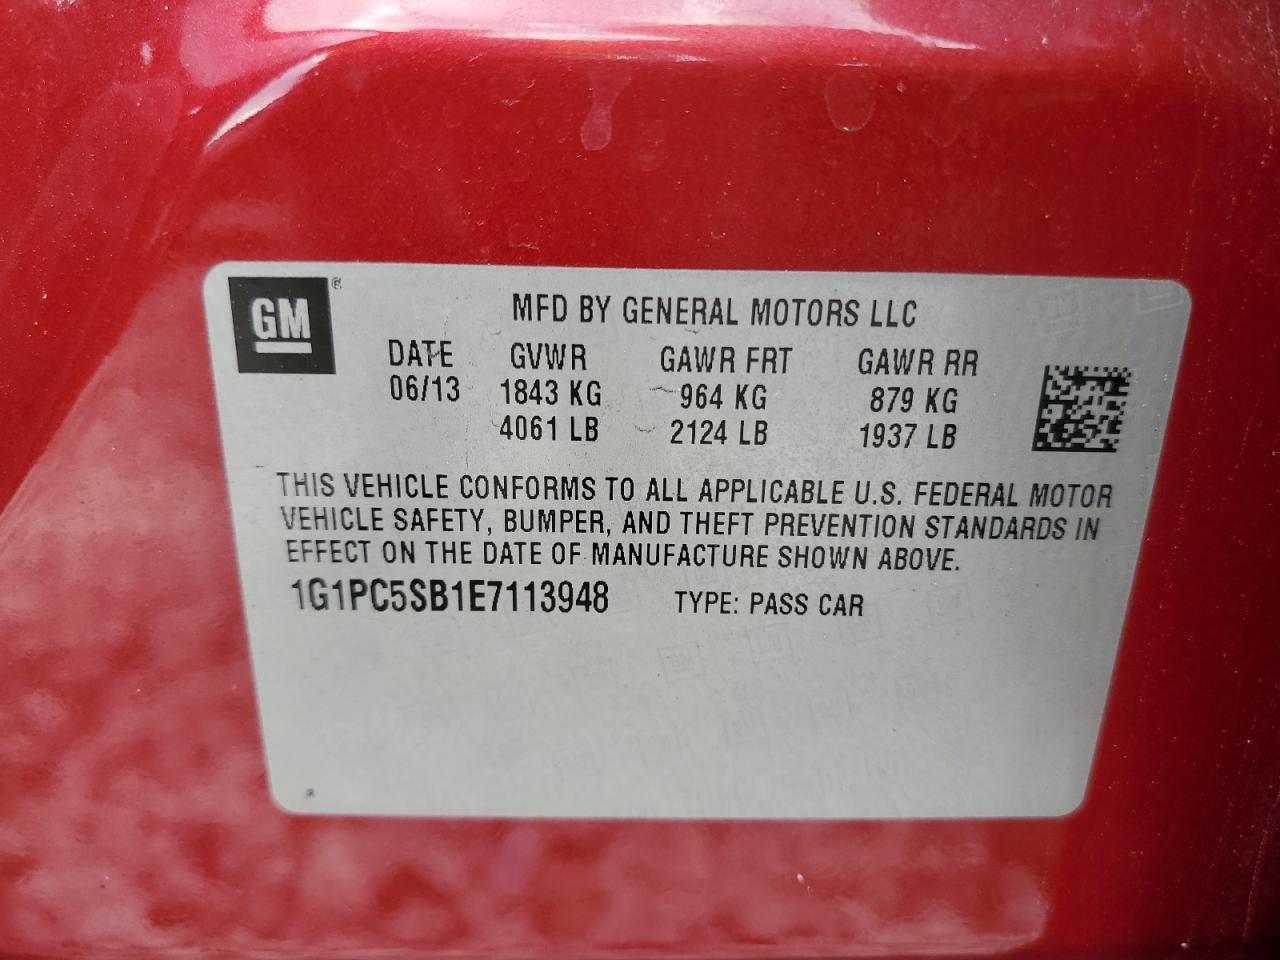 GM®
MFD BY GENERAL MOTORS LLC
DATE GVWR GAWR FRT GAWR RR
06/13 1843 KG 964 KG 879 KG
4061 LB 2124 LB 1937 LB
THIS VEHICLE CONFORMS TO ALL APPLICABLE U.S. FEDERAL MOTOR
VEHICLE SAFETY, BUMPER, AND THEFT PREVENTION STANDARDS IN
EFFECT ON THE DATE OF MANUFACTURE SHOWN ABOVE.
1G1PC5SB1E7113948 TYPE: PASS CAR